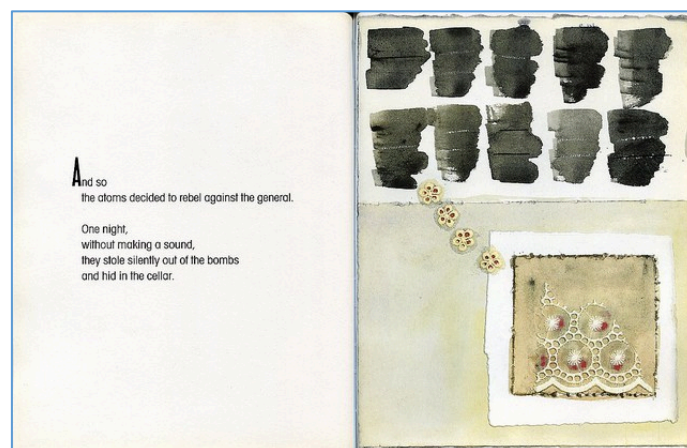 And so
the atoms decided to rebel against the general.
One night,
without making a sound,
they stole silently out of the bombs
and hid in the cellar.